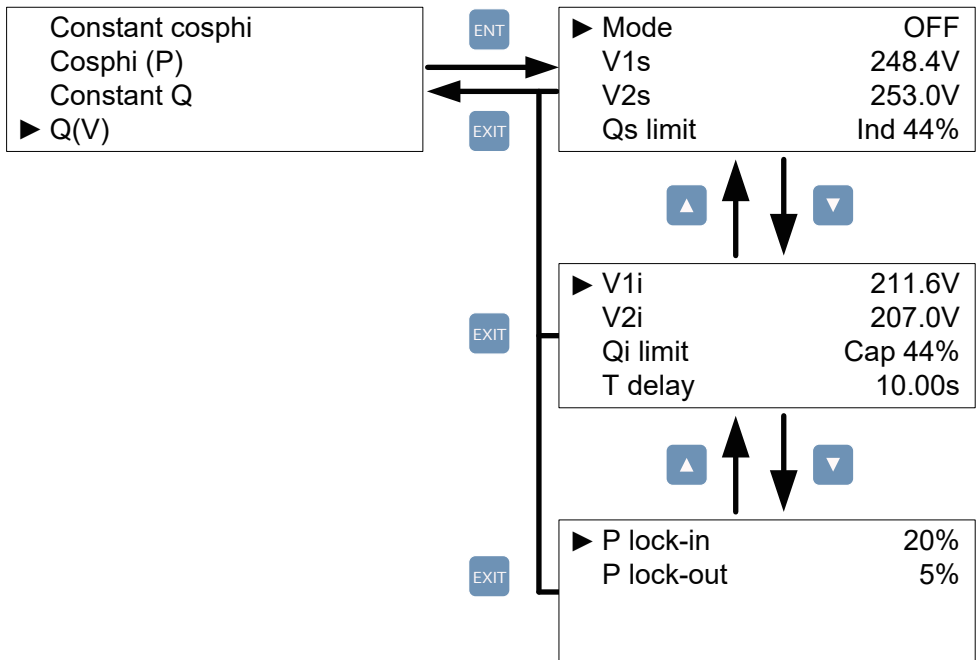 Constant cosphi
Cosphi (P)
Constant Q
► Q(V)
ENT
EXIT
► Mode OFF
V1s 248.4V
V2s 253.0V
Qs limit Ind 44%
▲ ▼
EXIT
► V1i 211.6V
V2i 207.0V
Qi limit Cap 44%
T delay 10.00s
▲ ▼
EXIT
► P lock-in 20%
P lock-out 5%